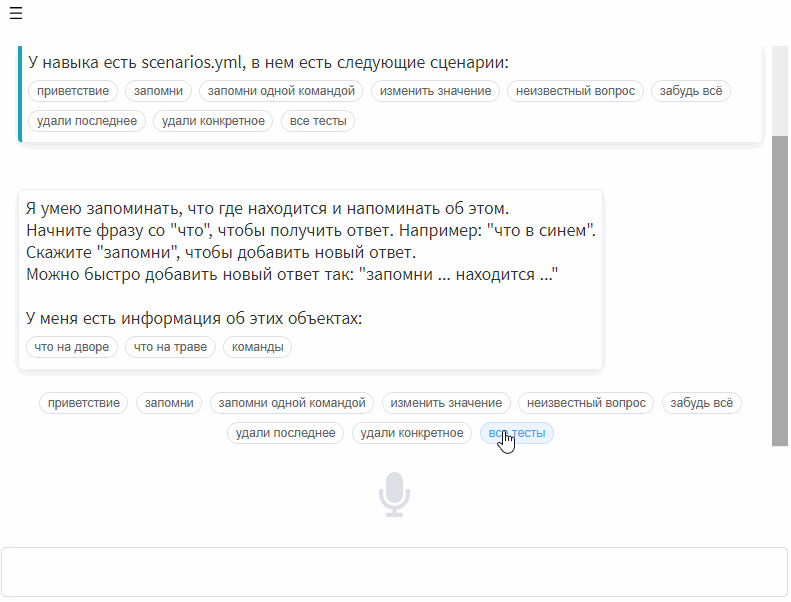 ☰
У навыка есть scenarios.yml, в нем есть следующие сценарии:
приветствие запомни запомни одной командой изменить значение неизвестный вопрос забудь всё
удали последнее удали конкретное все тесты
Я умею запоминать, что где находится и напоминать об этом.
Начните фразу со "что", чтобы получить ответ. Например: "что в синем".
Скажите "запомни", чтобы добавить новый ответ.
Можно быстро добавить новый ответ так: "запомни ... находится ..."
У меня есть информация об этих объектах:
что на дворе что на траве команды
приветствие запомни запомни одной командой изменить значение неизвестный вопрос забудь всё
удали последнее удали конкретное все тесты